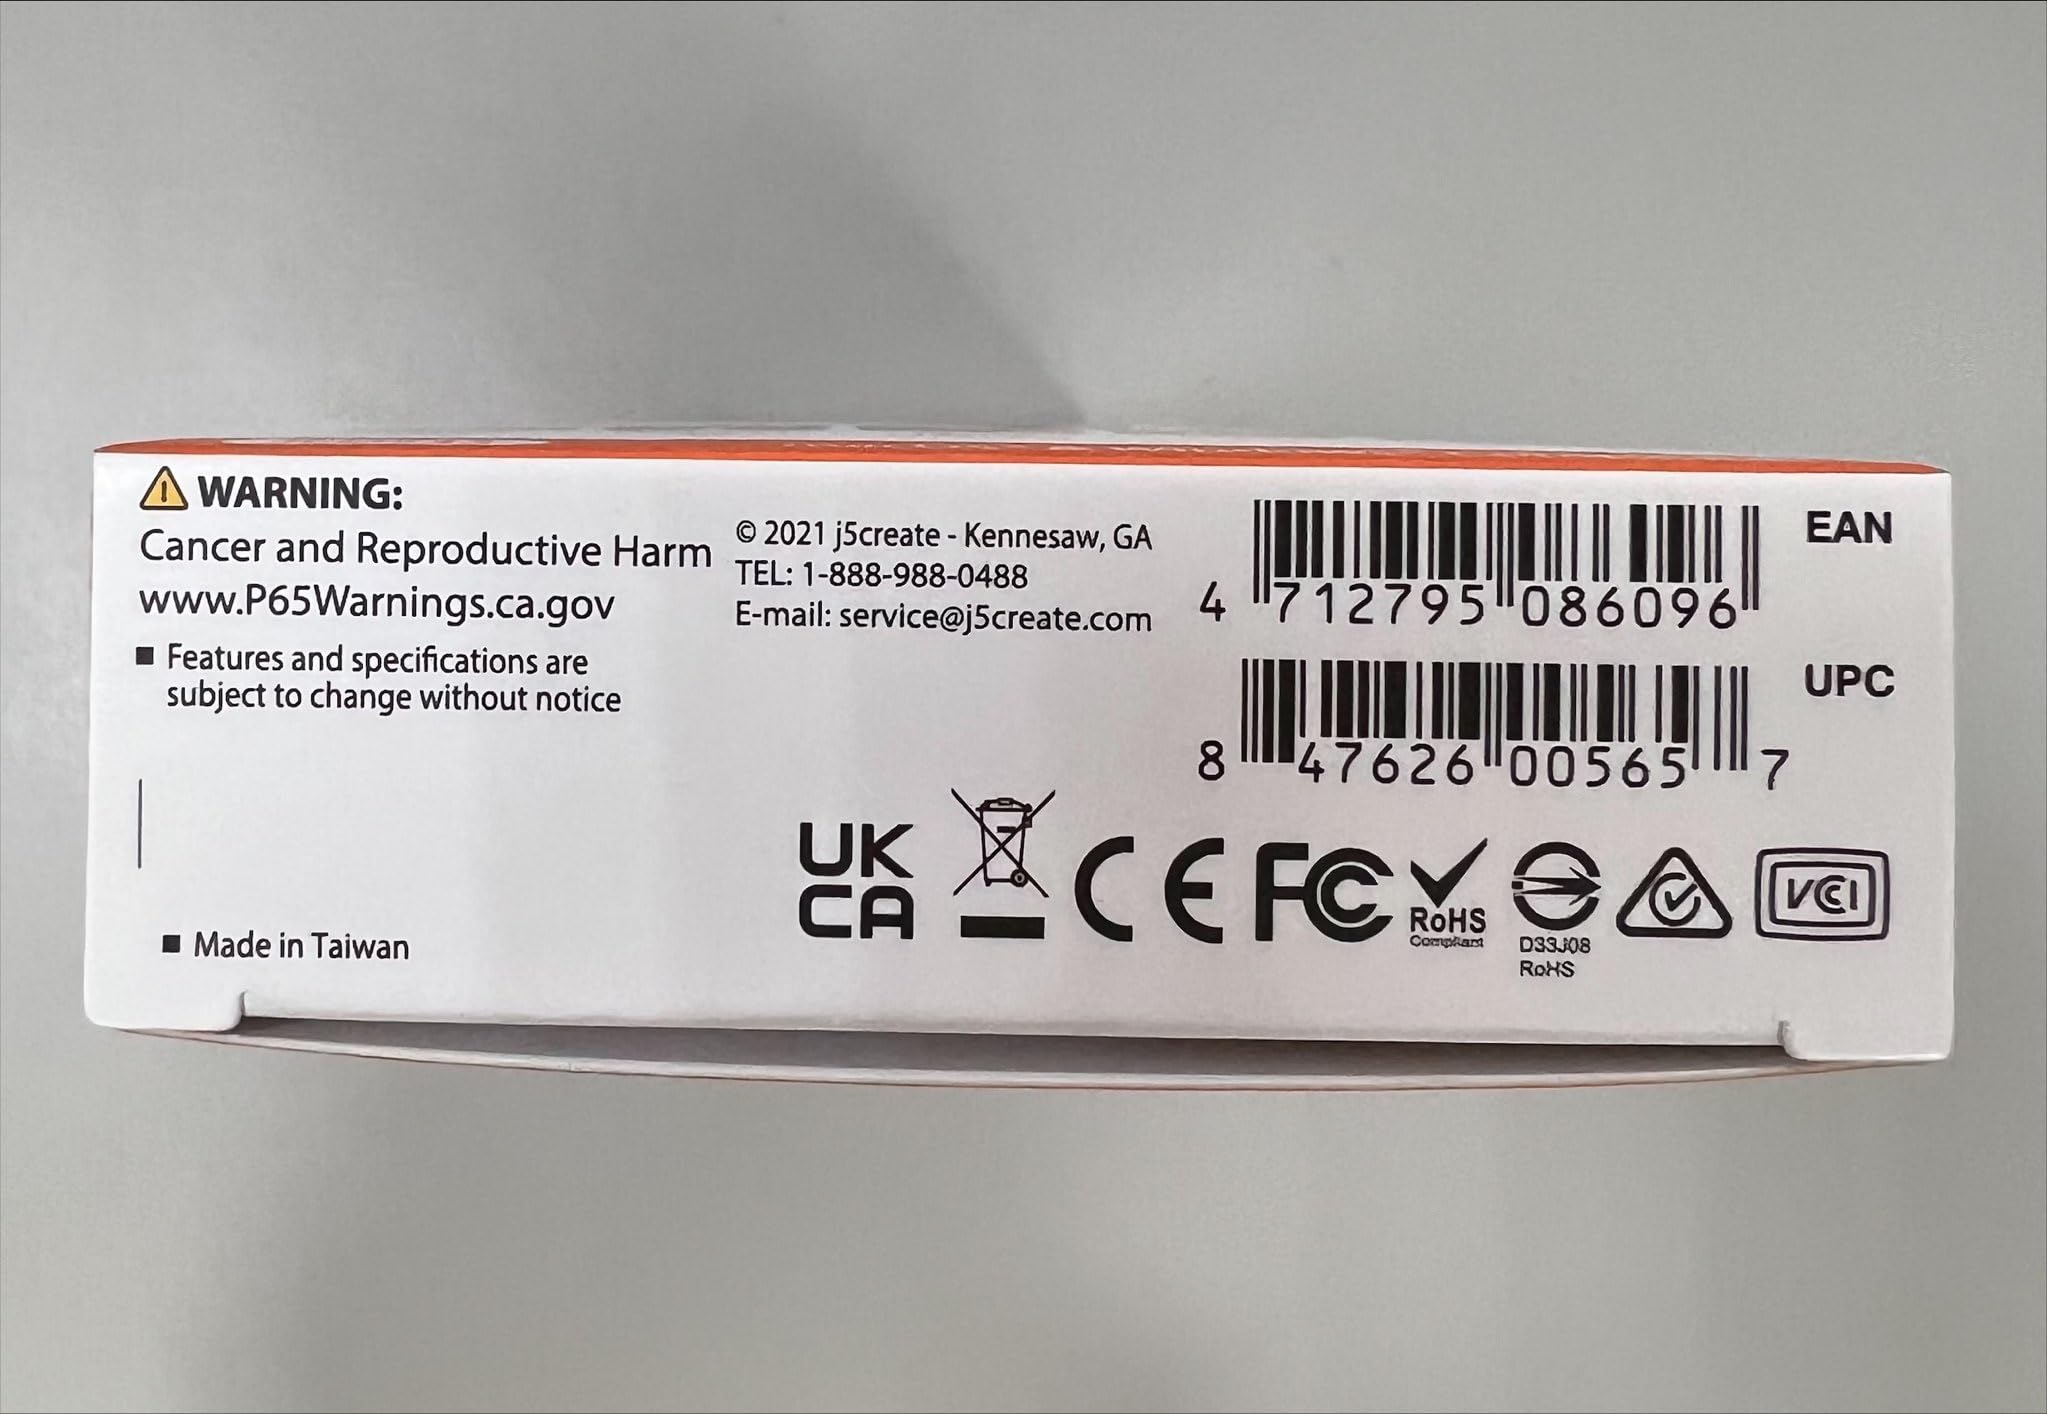 WARNING:
Cancer and Reproductive Harm
www.P65Warnings.ca.gov
■ Features and specifications are
subject to change without notice
■ Made in Taiwan
© 2021 j5create - Kennesaw, GA
TEL: 1-888-988-0488
E-mail: service@j5create.com
EAN
4 712795 086096
UPC
8 47626 00565 7
UK
CA
CE
FC
RoHS
Compliant
D33J08
RoHS
VCI